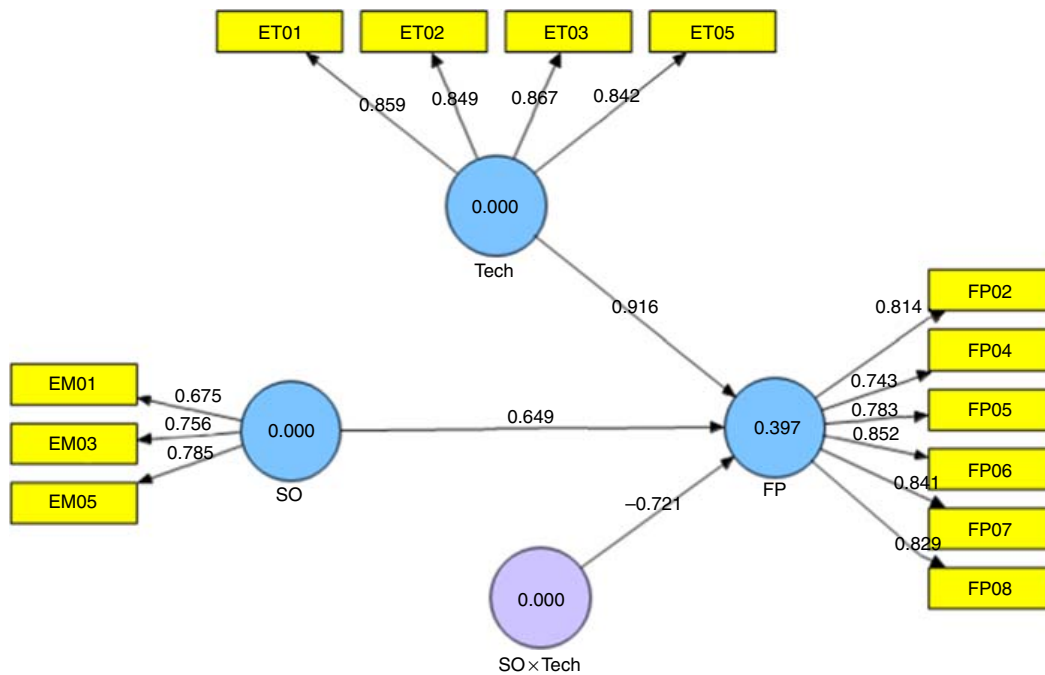 ET01 ET02 ET03 ET05
0.859 0.849 0.867 0.842
0.000
Tech
0.916
FP02
0.814
FP04
0.743
EM01
0.675
FP05
0.783
0.756
EM03
0.000
0.649
0.397
0.852
0.785
FP06
EM05
SO
FP
0.841
–0.721
FP07
0.829
FP08
0.000
SO×Tech